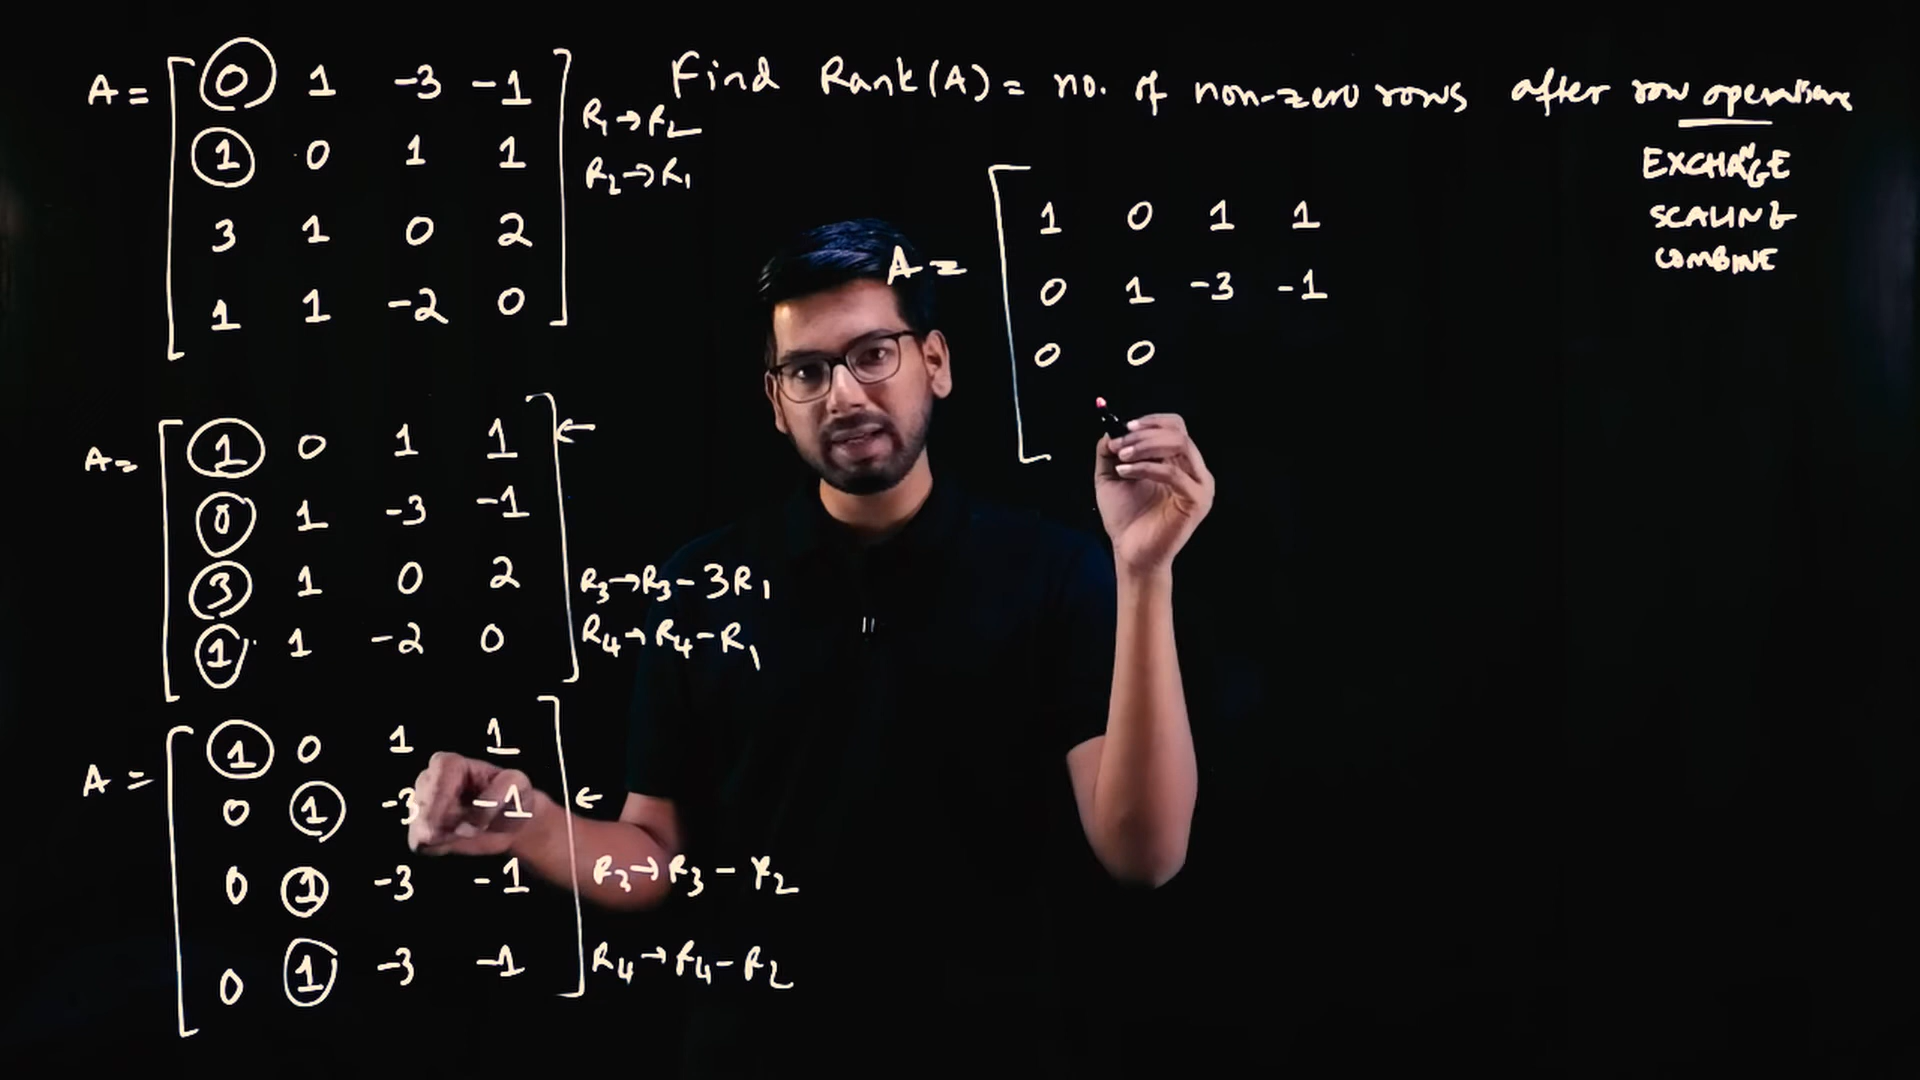 A = [ 0 1 -3 -1
1 0 1 1
3 1 0 2
1 1 -2 0 ]
R1→R2
R2→R1
Find Rank(A) = no. of non-zero rows after row operations
EXCHANGE
SCALING
COMBINE
A = [ 1 0 1 1 ←
0 1 -3 -1
3 1 0 2 R3→R3-3R1
1 1 -2 0 ] R4→R4-R1
A = [ 1 0 1 1
0 1 -3 -1 ←
0 1 -3 -1 R3→R3-R2
0 1 -3 -1 ] R4→R4-R2
A = [ 1 0 1 1
0 1 -3 -1
0 0